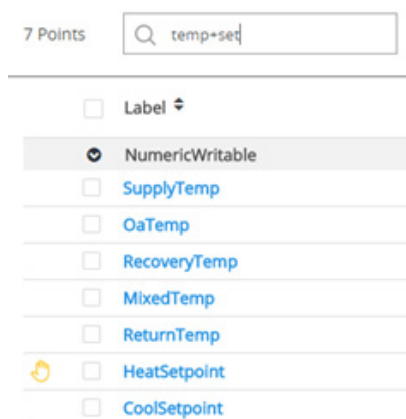 7 Points
temp+set
Label
NumericWritable
SupplyTemp
OaTemp
RecoveryTemp
MixedTemp
ReturnTemp
HeatSetpoint
CoolSetpoint